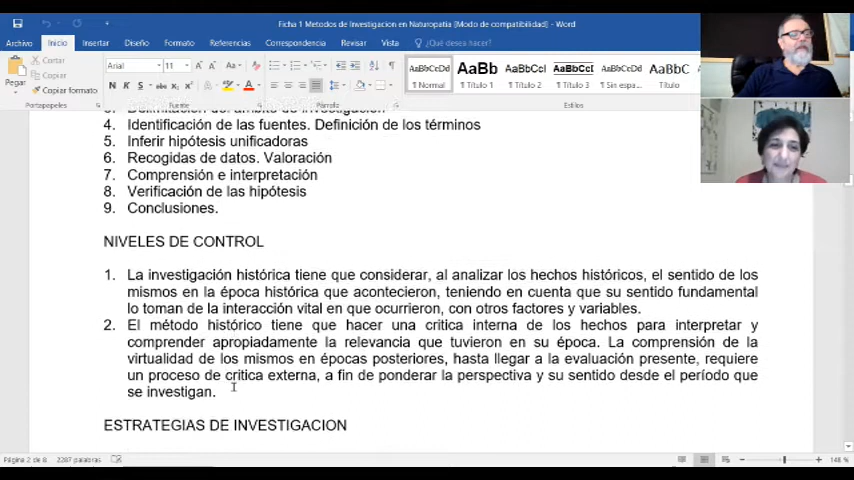 Ficha 1 Metodos de Investigacion en Naturopatia [Modo de compatibilidad] - Word
Archivo Inicio Insertar Diseño Formato Referencias Correspondencia Revisar Vista ¿Qué desea hacer?
Pegar
Cortar
Copiar
Copiar formato
Portapapeles
Arial 11
N K S
Fuente
Párrafo
AaBbCcDd AaBb AaBbCcI AaBbCcI AaBbCcDd AaBbC
¶ Normal Título 1 Título 2 Título 3 Sin espa... Título
Estilos
4. Identificación de las fuentes. Definición de los términos
5. Inferir hipótesis unificadoras
6. Recogidas de datos. Valoración
7. Comprensión e interpretación
8. Verificación de las hipótesis
9. Conclusiones.
NIVELES DE CONTROL
1. La investigación histórica tiene que considerar, al analizar los hechos históricos, el sentido de los
mismos en la época histórica que acontecieron, teniendo en cuenta que su sentido fundamental
lo toman de la interacción vital en que ocurrieron, con otros factores y variables.
2. El método histórico tiene que hacer una critica interna de los hechos para interpretar y
comprender apropiadamente la relevancia que tuvieron en su época. La comprensión de la
virtualidad de los mismos en épocas posteriores, hasta llegar a la evaluación presente, requiere
un proceso de critica externa, a fin de ponderar la perspectiva y su sentido desde el período que
se investigan.
ESTRATEGIAS DE INVESTIGACION
Página 2 de 8 2287 palabras 148 %